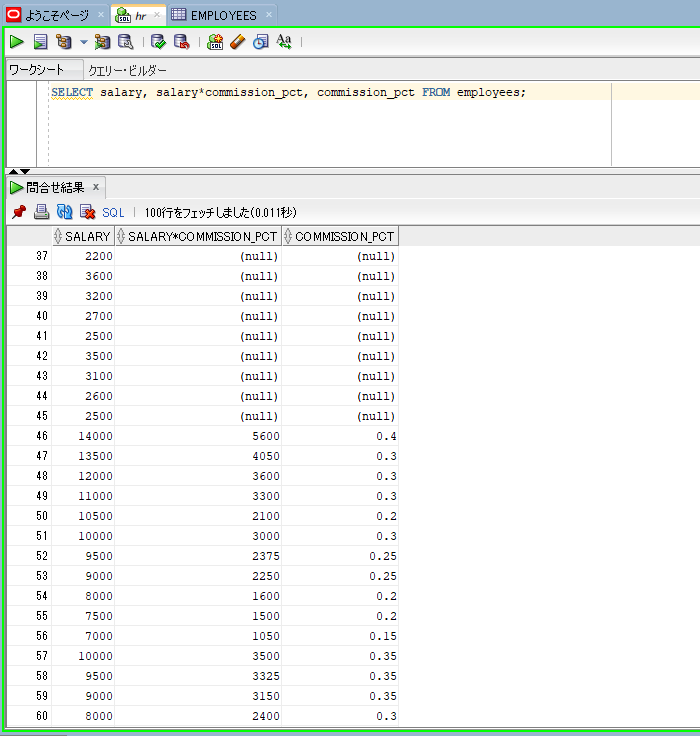 ようこそページ hr EMPLOYEES
SQL Aa
ワークシート クエリー・ビルダー
SELECT salary, salary*commission_pct, commission_pct FROM employees;
問合せ結果 x
SQL 100行をフェッチしました(0.011秒)
SALARY SALARY*COMMISSION_PCT COMMISSION_PCT
37 2200 (null) (null)
38 3600 (null) (null)
39 3200 (null) (null)
40 2700 (null) (null)
41 2500 (null) (null)
42 3500 (null) (null)
43 3100 (null) (null)
44 2600 (null) (null)
45 2500 (null) (null)
46 14000 5600 0.4
47 13500 4050 0.3
48 12000 3600 0.3
49 11000 3300 0.3
50 10500 2100 0.2
51 10000 3000 0.3
52 9500 2375 0.25
53 9000 2250 0.25
54 8000 1600 0.2
55 7500 1500 0.2
56 7000 1050 0.15
57 10000 3500 0.35
58 9500 3325 0.35
59 9000 3150 0.35
60 8000 2400 0.3